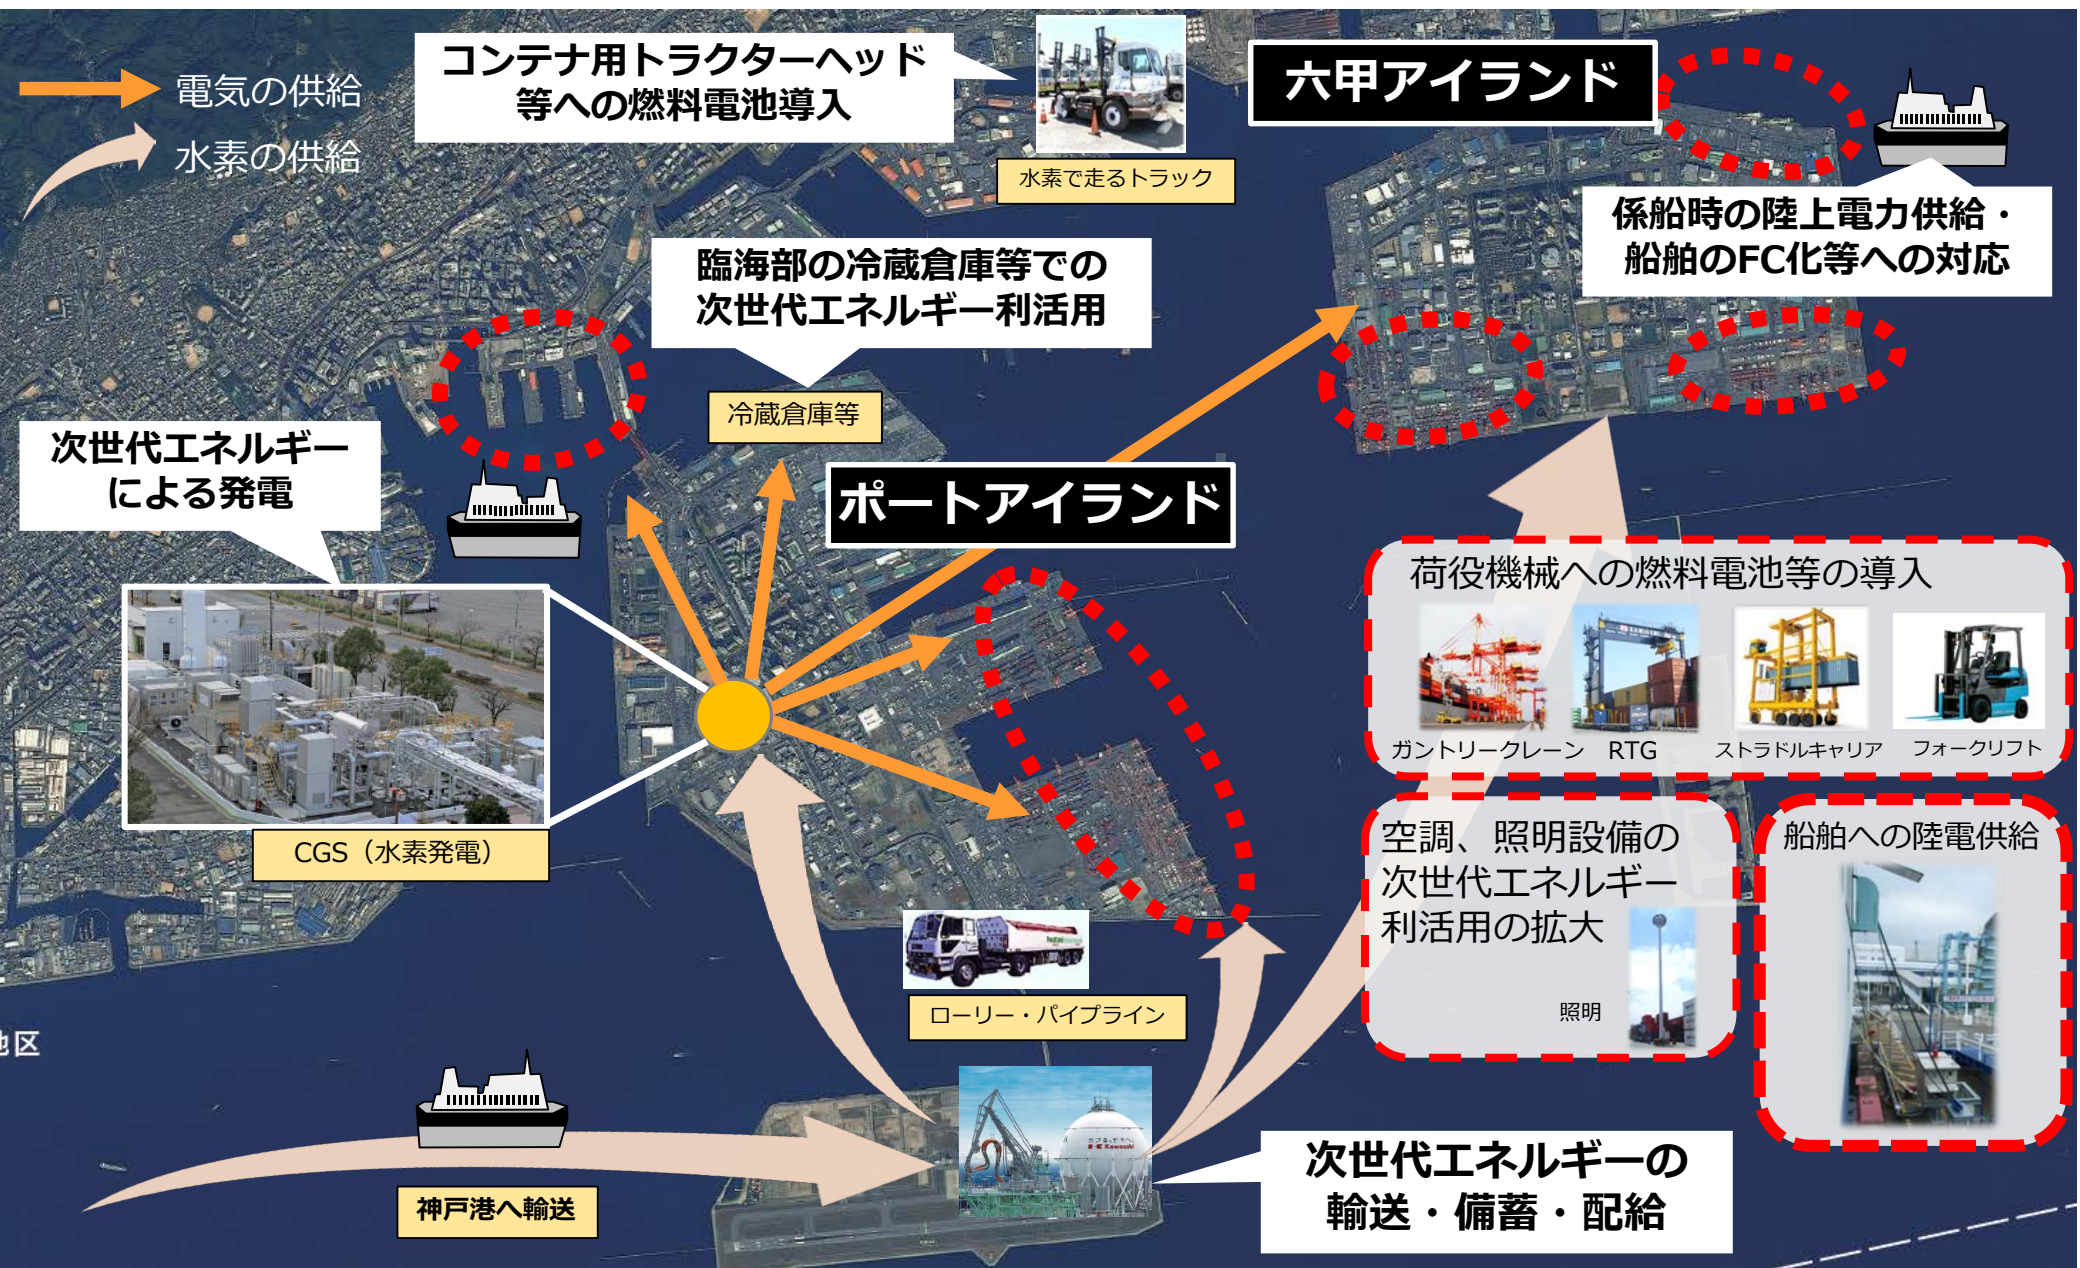 電気の供給
水素の供給
コンテナ用トラクターヘッド
等への燃料電池導入
水素で走るトラック
六甲アイランド
係船時の陸上電力供給・
船舶のFC化等への対応
臨海部の冷蔵倉庫等での
次世代エネルギー利活用
冷蔵倉庫等
次世代エネルギー
による発電
ポートアイランド
CGS（水素発電）
荷役機械への燃料電池等の導入
ガントリークレーン
RTG
ストラドルキャリア
フォークリフト
空調、照明設備の
次世代エネルギー
利活用の拡大
照明
船舶への陸電供給
ローリー・パイプライン
地区
神戸港へ輸送
Kawasaki
次世代エネルギーの
輸送・備蓄・配給